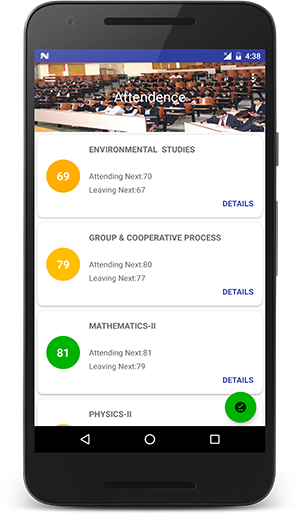 4:38
Attendence
ENVIRONMENTAL STUDIES
69
Attending Next:70
Leaving Next:67
DETAILS
GROUP & COOPERATIVE PROCESS
79
Attending Next:80
Leaving Next:77
DETAILS
MATHEMATICS-II
81
Attending Next:81
Leaving Next:79
DETAILS
PHYSICS-II